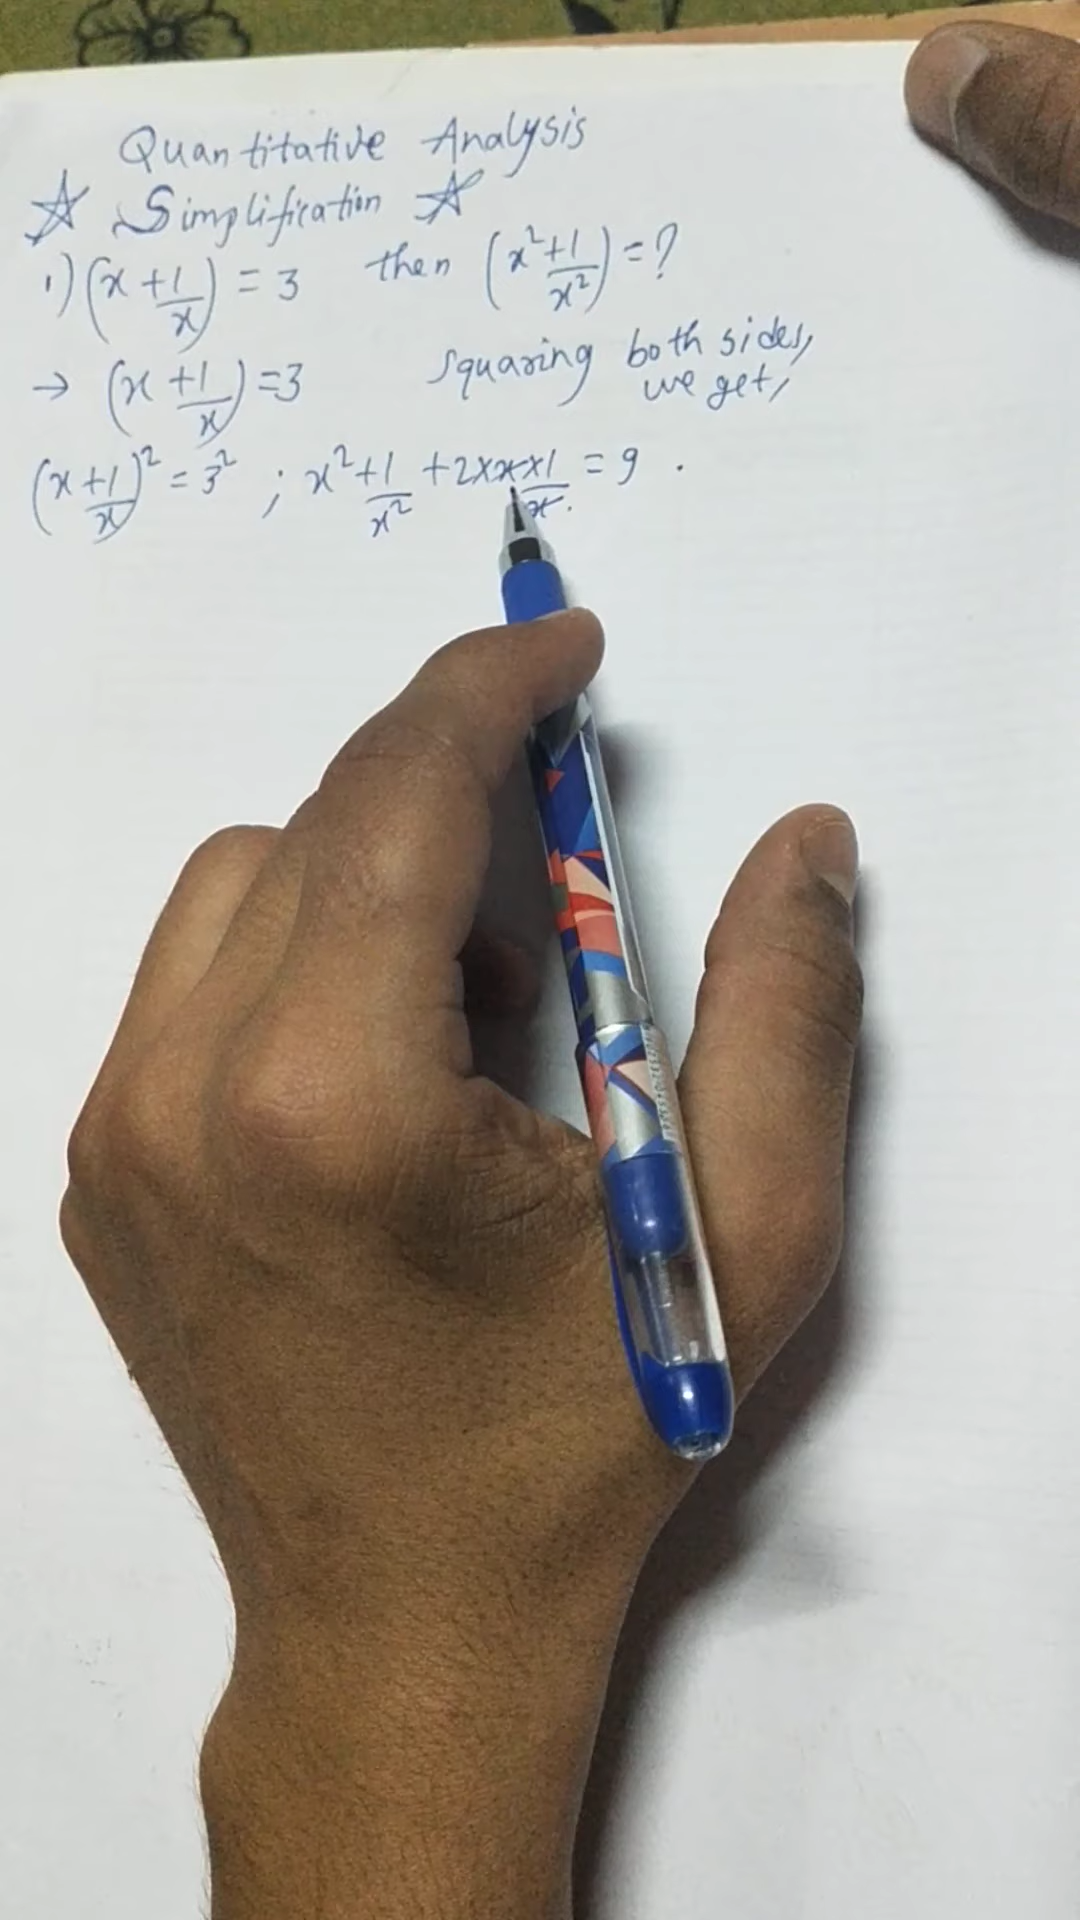 Quantitative Analysis
☆ Simplification ☆
1) (x + 1/x) = 3 then (x² + 1/x²) = ?
→ (x + 1/x) = 3 squaring both sides,
we get,
(x + 1/x)² = 3² ; x² + 1/x² + 2×x×1/x = 9 .